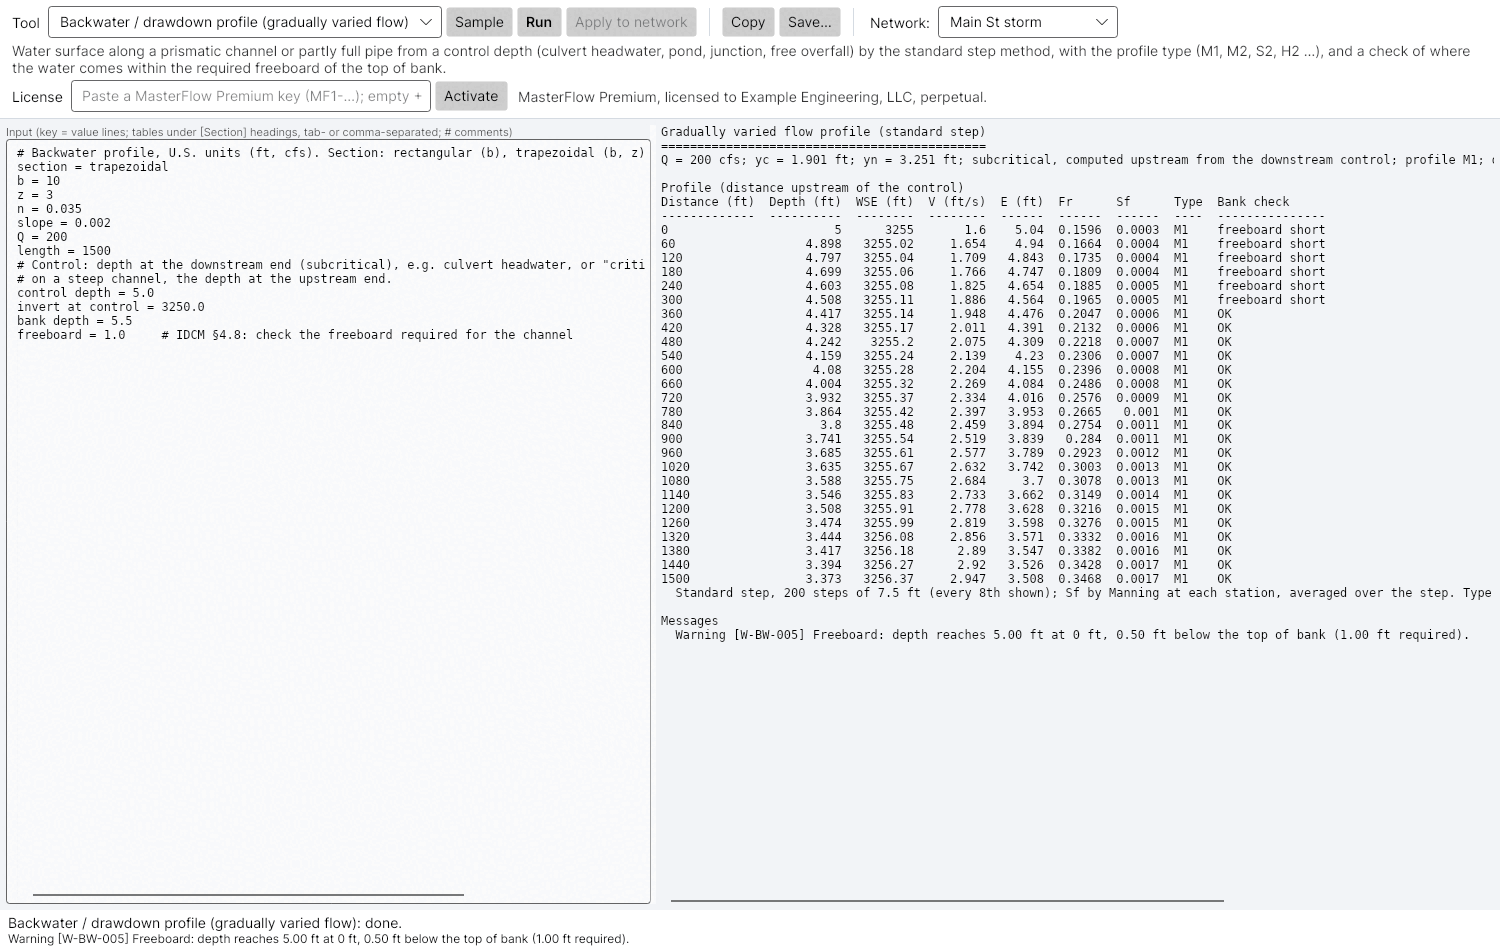 Tool Backwater / drawdown profile (gradually varied flow) Sample Run Apply to network Copy Save... Network: Main St storm
Water surface along a prismatic channel or partly full pipe from a control depth (culvert headwater, pond, junction, free overfall) by the standard step method, with the profile type (M1, M2, S2, H2 ...), and a check of where
the water comes within the required freeboard of the top of bank.
License Paste a MasterFlow Premium key (MF1-...); empty + Activate MasterFlow Premium, licensed to Example Engineering, LLC, perpetual.
Input (key = value lines; tables under [Section] headings, tab- or comma-separated; # comments)
# Backwater profile, U.S. units (ft, cfs). Section: rectangular (b), trapezoidal (b, z)
section = trapezoidal
b = 10
z = 3
n = 0.035
slope = 0.002
Q = 200
length = 1500
# Control: depth at the downstream end (subcritical), e.g. culvert headwater, or "criti
# on a steep channel, the depth at the upstream end.
control depth = 5.0
invert at control = 3250.0
bank depth = 5.5
freeboard = 1.0     # IDCM §4.8: check the freeboard required for the channel
Gradually varied flow profile (standard step)
=============================================
Q = 200 cfs; yc = 1.901 ft; yn = 3.251 ft; subcritical, computed upstream from the downstream control; profile M1;
Profile (distance upstream of the control)
Distance (ft)  Depth (ft)  WSE (ft)  V (ft/s)  E (ft)  Fr      Sf      Type  Bank check
-------------  ----------  --------  --------  ------  ------  ------  ----  ---------------
0                       5      3255       1.6    5.04  0.1596  0.0003  M1    freeboard short
60                  4.898   3255.02     1.654    4.94  0.1664  0.0004  M1    freeboard short
120                 4.797   3255.04     1.709   4.843  0.1735  0.0004  M1    freeboard short
180                 4.699   3255.06     1.766   4.747  0.1809  0.0004  M1    freeboard short
240                 4.603   3255.08     1.825   4.654  0.1885  0.0005  M1    freeboard short
300                 4.508   3255.11     1.886   4.564  0.1965  0.0005  M1    freeboard short
360                 4.417   3255.14     1.948   4.476  0.2047  0.0006  M1    OK
420                 4.328   3255.17     2.011   4.391  0.2132  0.0006  M1    OK
480                 4.242    3255.2     2.075   4.309  0.2218  0.0007  M1    OK
540                 4.159   3255.24     2.139    4.23  0.2306  0.0007  M1    OK
600                  4.08   3255.28     2.204   4.155  0.2396  0.0008  M1    OK
660                 4.004   3255.32     2.269   4.084  0.2486  0.0008  M1    OK
720                 3.932   3255.37     2.334   4.016  0.2576  0.0009  M1    OK
780                 3.864   3255.42     2.397   3.953  0.2665   0.001  M1    OK
840                   3.8   3255.48     2.459   3.894  0.2754  0.0011  M1    OK
900                 3.741   3255.54     2.519   3.839   0.284  0.0011  M1    OK
960                 3.685   3255.61     2.577   3.789  0.2923  0.0012  M1    OK
1020                3.635   3255.67     2.632   3.742  0.3003  0.0013  M1    OK
1080                3.588   3255.75     2.684     3.7  0.3078  0.0013  M1    OK
1140                3.546   3255.83     2.733   3.662  0.3149  0.0014  M1    OK
1200                3.508   3255.91     2.778   3.628  0.3216  0.0015  M1    OK
1260                3.474   3255.99     2.819   3.598  0.3276  0.0015  M1    OK
1320                3.444   3256.08     2.856   3.571  0.3332  0.0016  M1    OK
1380                3.417   3256.18      2.89   3.547  0.3382  0.0016  M1    OK
1440                3.394   3256.27      2.92   3.526  0.3428  0.0017  M1    OK
1500                3.373   3256.37     2.947   3.508  0.3468  0.0017  M1    OK
Standard step, 200 steps of 7.5 ft (every 8th shown); Sf by Manning at each station, averaged over the step. Type
Messages
Warning [W-BW-005] Freeboard: depth reaches 5.00 ft at 0 ft, 0.50 ft below the top of bank (1.00 ft required).
Backwater / drawdown profile (gradually varied flow): done.
Warning [W-BW-005] Freeboard: depth reaches 5.00 ft at 0 ft, 0.50 ft below the top of bank (1.00 ft required).